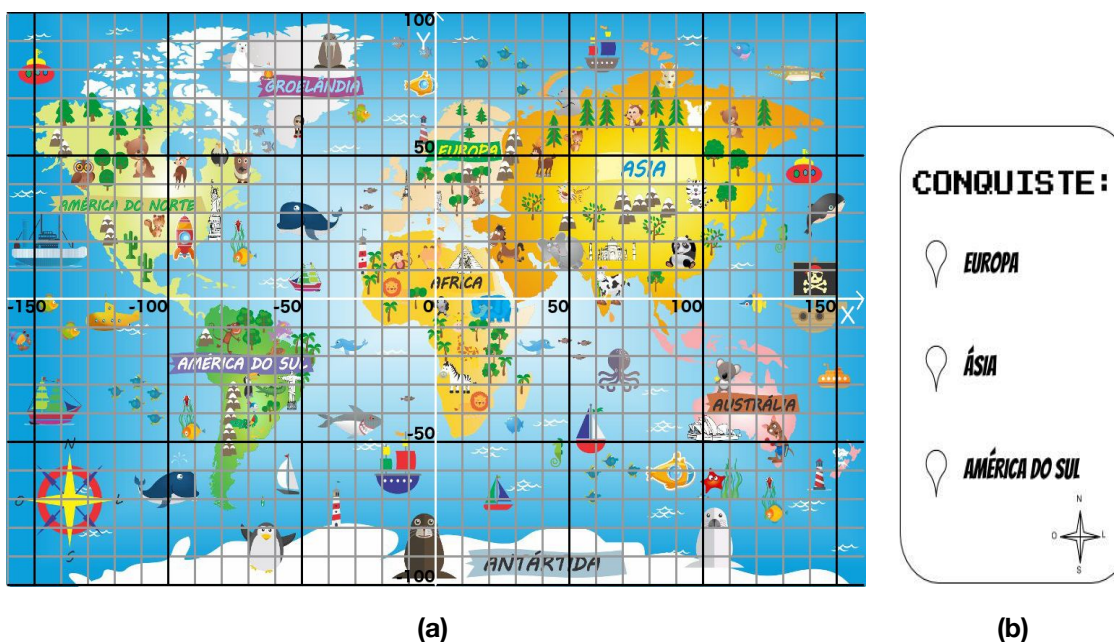 100
Y
GROELÂNDIA
50
EUROPA
ÁSIA
AMÉRICA DO NORTE
ÁFRICA
-150
-100
-50
0
50
100
150
X
AMÉRICA DO SUL
AUSTRÁLIA
-50
N
O
L
S
ANTÁRTIDA
-100
(a)
CONQUISTE:
EUROPA
ÁSIA
AMÉRICA DO SUL
N
O
L
S
(b)